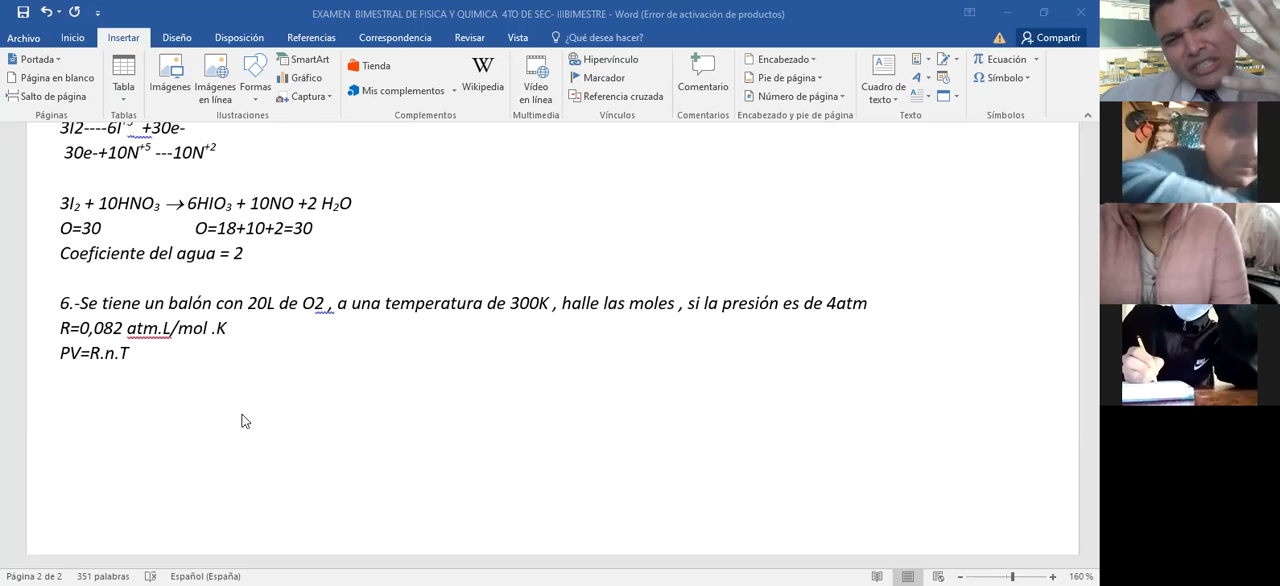 EXAMEN BIMESTRAL DE FISICA Y QUIMICA 4TO DE SEC- IIIBIMESTRE - Word (Error de activación de productos)
Archivo Inicio Insertar Diseño Disposición Referencias Correspondencia Revisar Vista ¿Qué desea hacer? Compartir
Portada
Página en blanco
Salto de página
Páginas
Tabla
Tablas
Imágenes
Imágenes en línea
Formas
SmartArt
Gráfico
Captura
Ilustraciones
Tienda
Mis complementos
W
Wikipedia
Complementos
Vídeo en línea
Multimedia
Hipervínculo
Marcador
Referencia cruzada
Vínculos
Comentario
Comentarios
Encabezado
Pie de página
Número de página
Encabezado y pie de página
Cuadro de texto
Texto
π Ecuación
Ω Símbolo
Símbolos
30e-+10N+5 ---10N+2
3I2 + 10HNO3 → 6HIO3 + 10NO +2 H2O
O=30 O=18+10+2=30
Coeficiente del agua = 2
6.-Se tiene un balón con 20L de O2 , a una temperatura de 300K , halle las moles , si la presión es de 4atm
R=0,082 atm.L/mol .K
PV=R.n.T
Página 2 de 2 351 palabras Español (España) 160 %